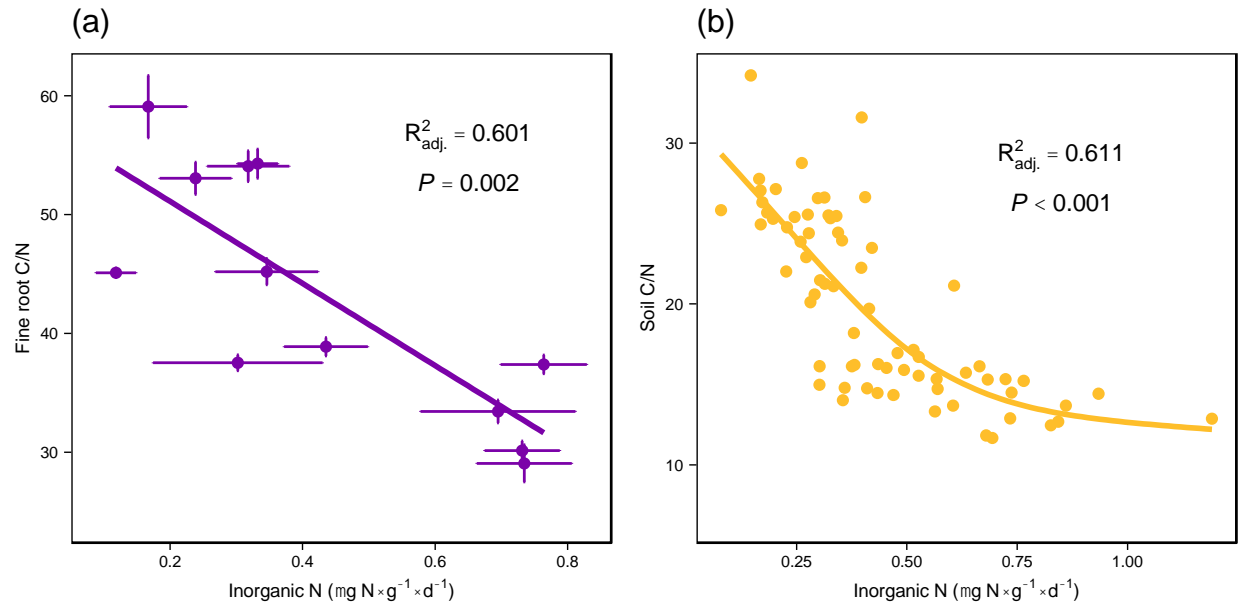 (a)
(b)
Fine root C/N
60
50
40
30
R²adj. = 0.601
P = 0.002
0.2 0.4 0.6 0.8
Inorganic N (mg N×g⁻¹×d⁻¹)
Soil C/N
30
20
10
R²adj. = 0.611
P < 0.001
0.25 0.50 0.75 1.00
Inorganic N (mg N×g⁻¹×d⁻¹)